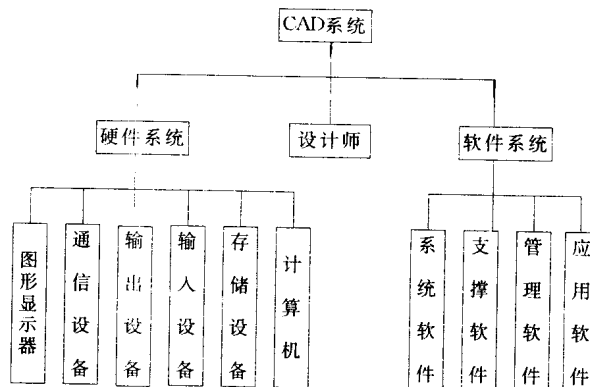 CAD系统
硬件系统
设计师
软件系统
图形显示器
通信设备
输出设备
输人设备
存储设备
计算机
系统软件
支撑软件
管理软件
应用软件